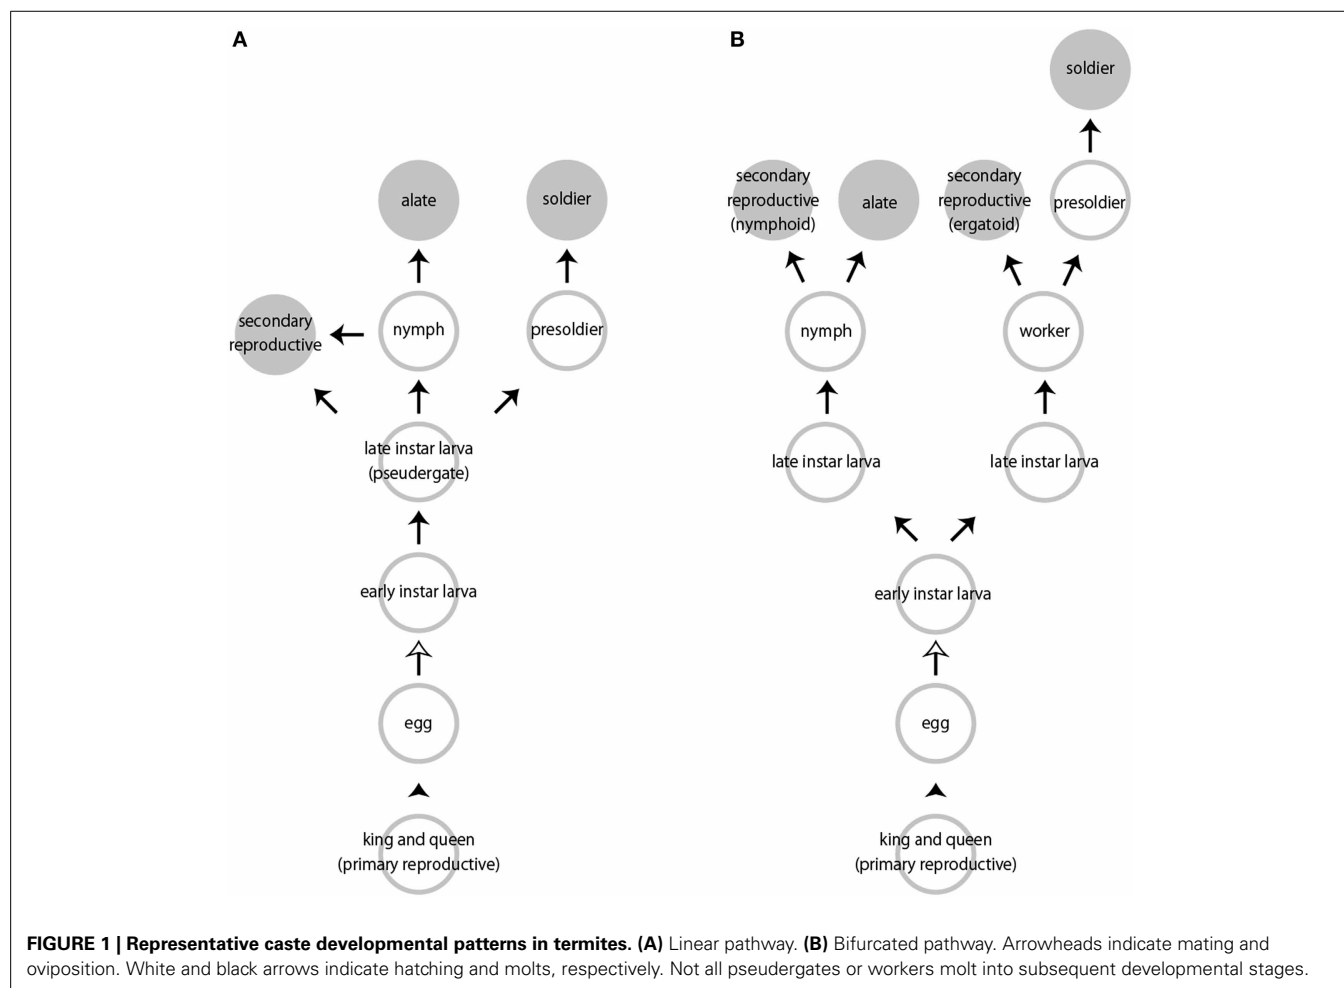 A
alate
soldier
secondary
reproductive
nymph
presoldier
late instar larva
(pseudergate)
early instar larva
egg
king and queen
(primary reproductive)
B
soldier
secondary
reproductive
(nymphoid)
alate
secondary
reproductive
(ergatoid)
presoldier
nymph
worker
late instar larva
late instar larva
early instar larva
egg
king and queen
(primary reproductive)
FIGURE 1 | Representative caste developmental patterns in termites. (A) Linear pathway. (B) Bifurcated pathway. Arrowheads indicate mating and
oviposition. White and black arrows indicate hatching and molts, respectively. Not all pseudergates or workers molt into subsequent developmental stages.